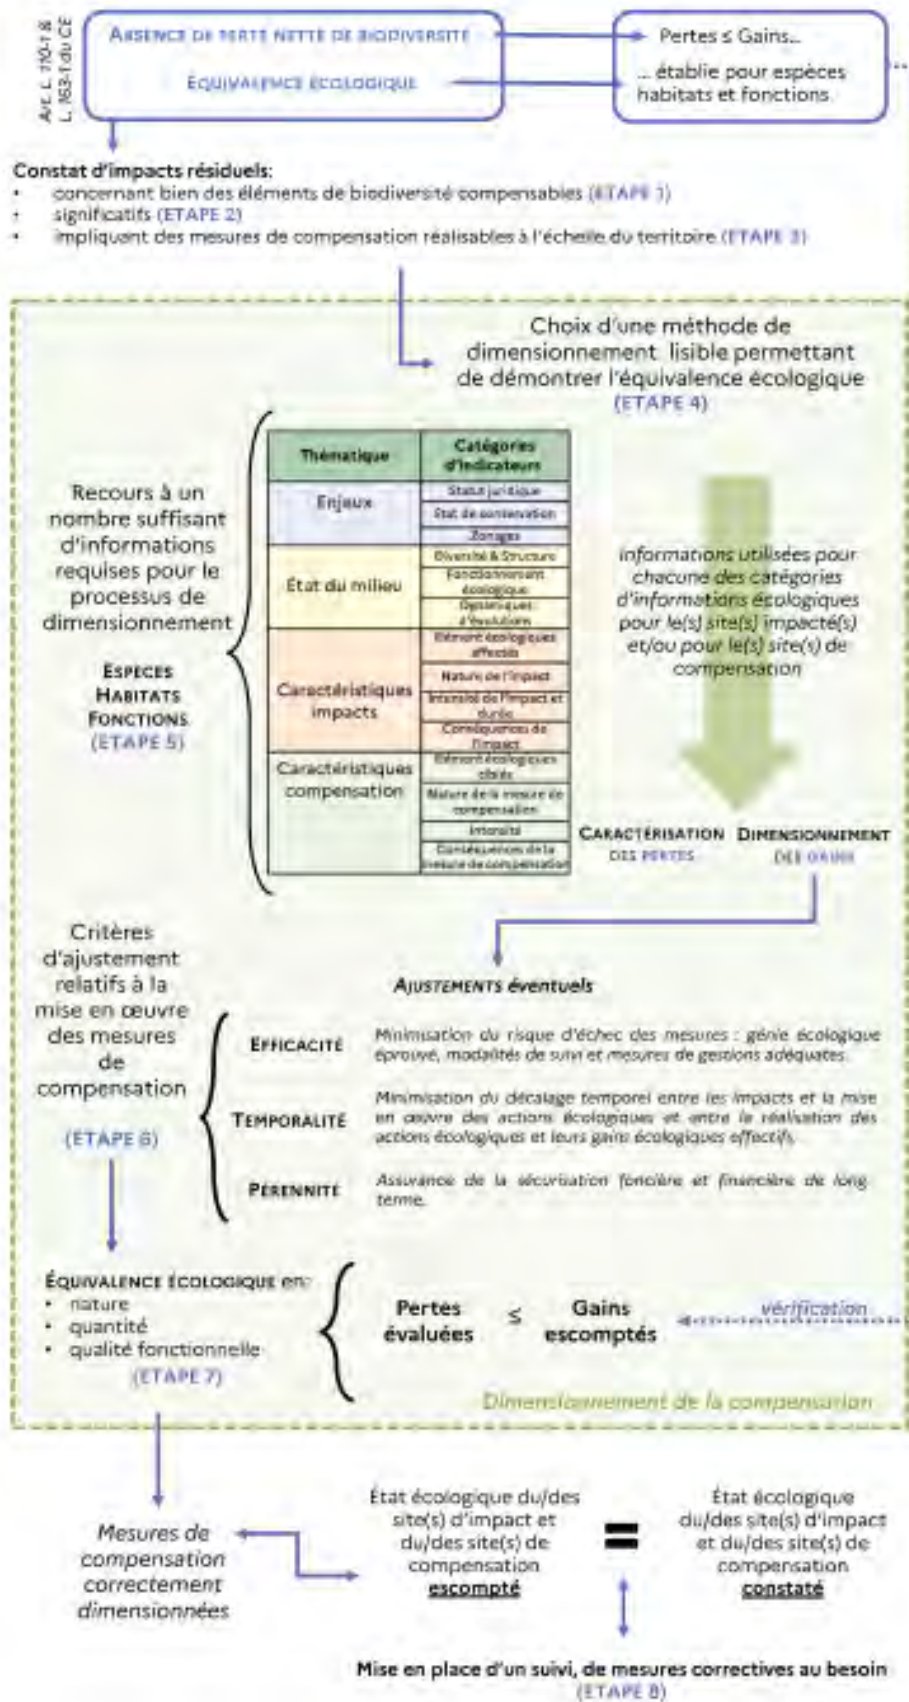 Art. L. 110-1 &
L. 163-1 du CE
ABSENCE DE PERTE NETTE DE BIODIVERSITÉ
ÉQUIVALENCE ÉCOLOGIQUE
Pertes ≤ Gains...
... établie pour espèces
habitats et fonctions
Constat d'impacts résiduels:
• concernant bien des éléments de biodiversité compensables (ETAPE 1)
• significatifs (ETAPE 2)
• impliquant des mesures de compensation réalisables à l'échelle du territoire (ETAPE 3)
Choix d'une méthode de
dimensionnement lisible permettant
de démontrer l'équivalence écologique
(ETAPE 4)
Recours à un
nombre suffisant
d'informations
requises pour le
processus de
dimensionnement
ESPECES
HABITATS
FONCTIONS
(ETAPE 5)
Thématique
Catégories
d'indicateurs
Enjeux
Statut juridique
Etat de conservation
Zonages
État du milieu
Diversité & Structure
Fonctionnement
écologique
Dynamiques
d'évolutions
Caractéristiques
impacts
Elément écologiques
affectés
Nature de l'impact
Intensité de l'impact et
durée
Conséquences de
l'impact
Caractéristiques
compensation
Elément écologiques
ciblés
Nature de la mesure de
compensation
Intensité
Conséquences de la
mesure de compensation
Informations utilisées pour
chacune des catégories
d'informations écologiques
pour le(s) site(s) impacté(s)
et/ou pour le(s) site(s) de
compensation
CARACTÉRISATION
DES PERTES
DIMENSIONNEMENT
DES GAINS
Critères
d'ajustement
relatifs à la
mise en œuvre
des mesures
de
compensation
(ETAPE 6)
AJUSTEMENTS éventuels
EFFICACITÉ
Minimisation du risque d'échec des mesures : génie écologique
éprouvé, modalités de suivi et mesures de gestions adéquates.
TEMPORALITÉ
Minimisation du décalage temporel entre les impacts et la mise
en œuvre des actions écologiques et entre la réalisation des
actions écologiques et leurs gains écologiques effectifs.
PÉRENNITÉ
Assurance de la sécurisation foncière et financière de long
terme.
ÉQUIVALENCE ÉCOLOGIQUE en:
• nature
• quantité
• qualité fonctionnelle
(ETAPE 7)
Pertes
évaluées
≤
Gains
escomptés
vérification
Dimensionnement de la compensation
Mesures de
compensation
correctement
dimensionnées
État écologique du/des
site(s) d'impact et
du/des site(s) de
compensation
escompté
=
État écologique
du/des site(s) d'impact
et du/des site(s) de
compensation
constaté
Mise en place d'un suivi, de mesures correctives au besoin
(ETAPE 8)